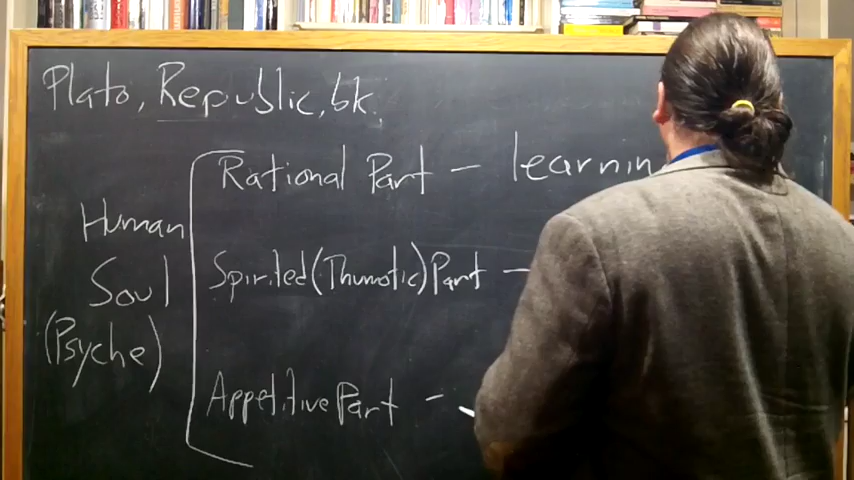 Plato, Republic, bk.
Rational Part - learnin
Human
Soul
(Psyche)
Spirited (Thumotic) Part -
Appetitive Part -